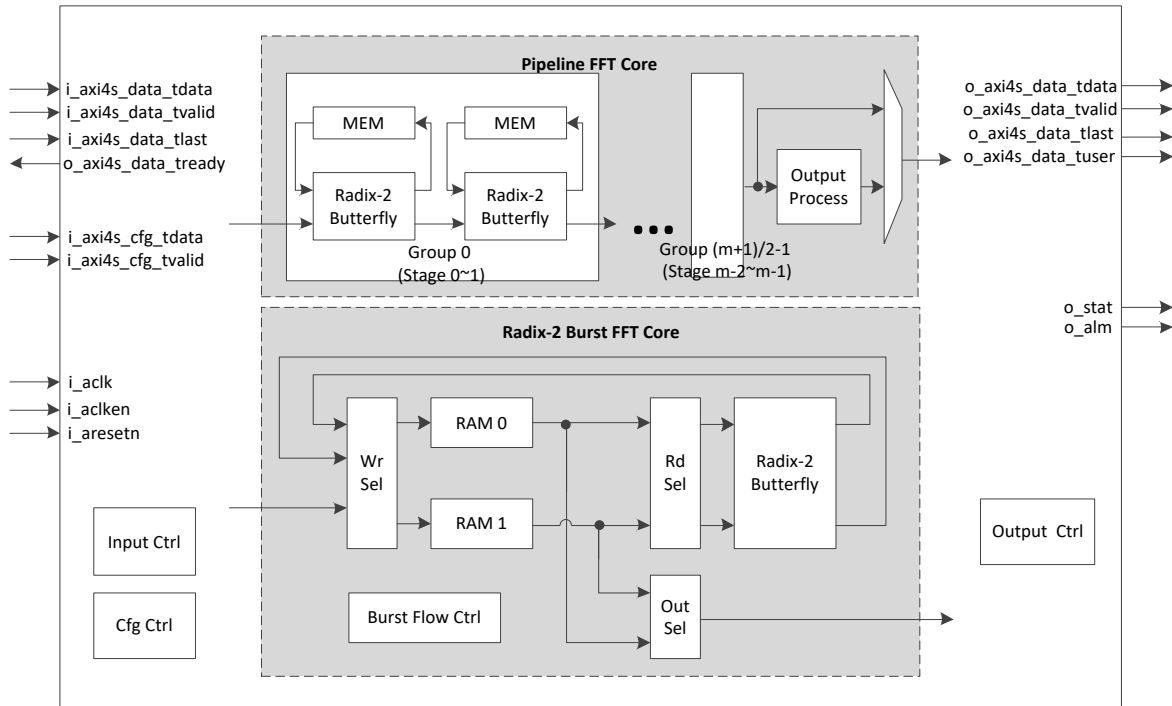 Pipeline FFT Core
i_axi4s_data_tdata
i_axi4s_data_tvalid
i_axi4s_data_tlast
o_axi4s_data_tready
i_axi4s_cfg_tdata
i_axi4s_cfg_tvalid
i_aclk
i_aclken
i_aresetn
MEM
MEM
Radix-2
Butterfly
Radix-2
Butterfly
Group 0
(Stage 0~1)
...
Group (m+1)/2-1
(Stage m-2~m-1)
Output
Process
o_axi4s_data_tdata
o_axi4s_data_tvalid
o_axi4s_data_tlast
o_axi4s_data_tuser
o_stat
o_alm
Radix-2 Burst FFT Core
Wr
Sel
RAM 0
RAM 1
Rd
Sel
Radix-2
Butterfly
Out
Sel
Burst Flow Ctrl
Input Ctrl
Cfg Ctrl
Output Ctrl